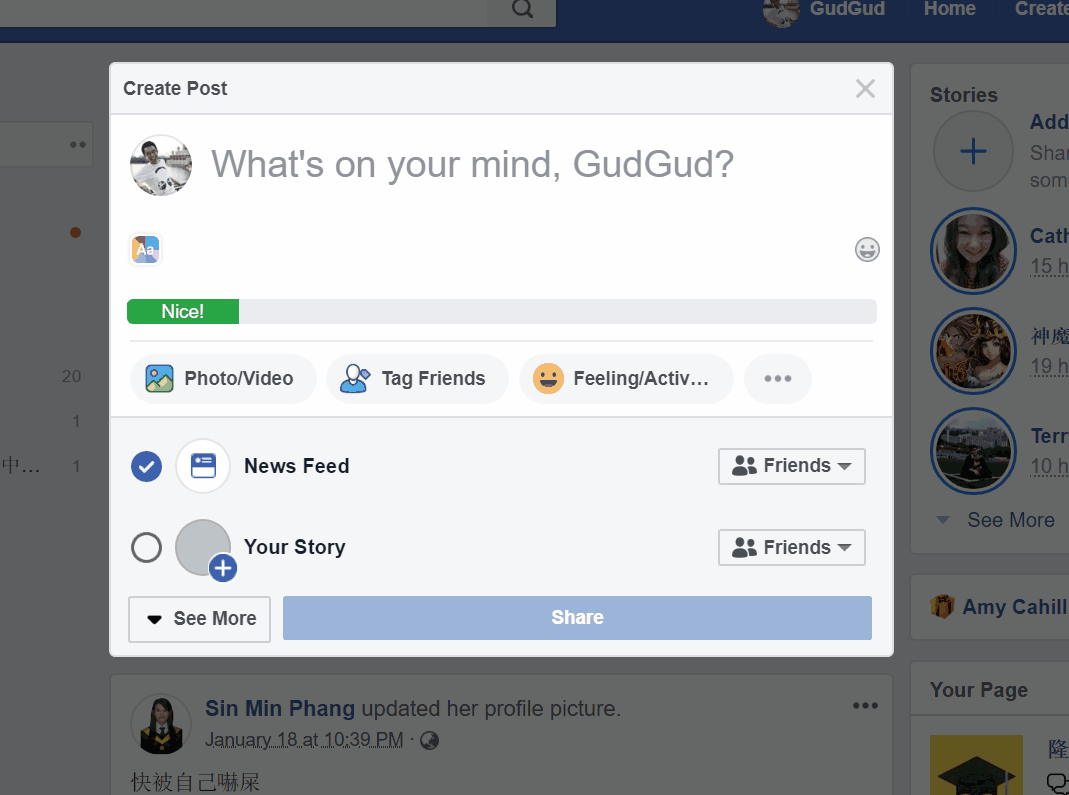 GudGud Home Create
Create Post
What's on your mind, GudGud?
Aa
Nice!
Photo/Video Tag Friends Feeling/Activ...
News Feed Friends
Your Story Friends
See More Share
Sin Min Phang updated her profile picture.
January 18 at 10:39 PM ·
快被自己嚇屎
20
1
中... 1
Stories
Add
Shar
som
Cath
15 h
神魔
19 h
Terr
10 h
See More
Amy Cahill
Your Page
隆